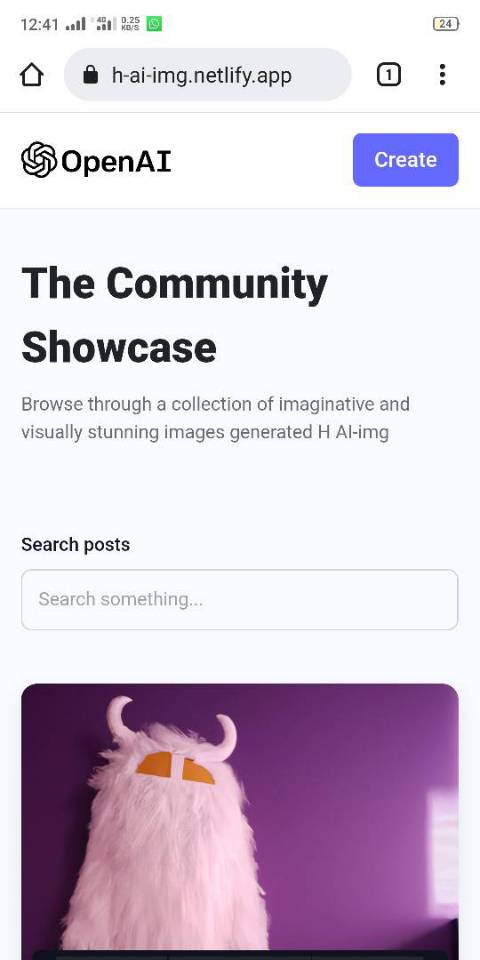 12:41 4G 0.25 KB/S 24
h-ai-img.netlify.app 1
OpenAI Create
The Community
Showcase
Browse through a collection of imaginative and
visually stunning images generated H AI-img
Search posts
Search something...